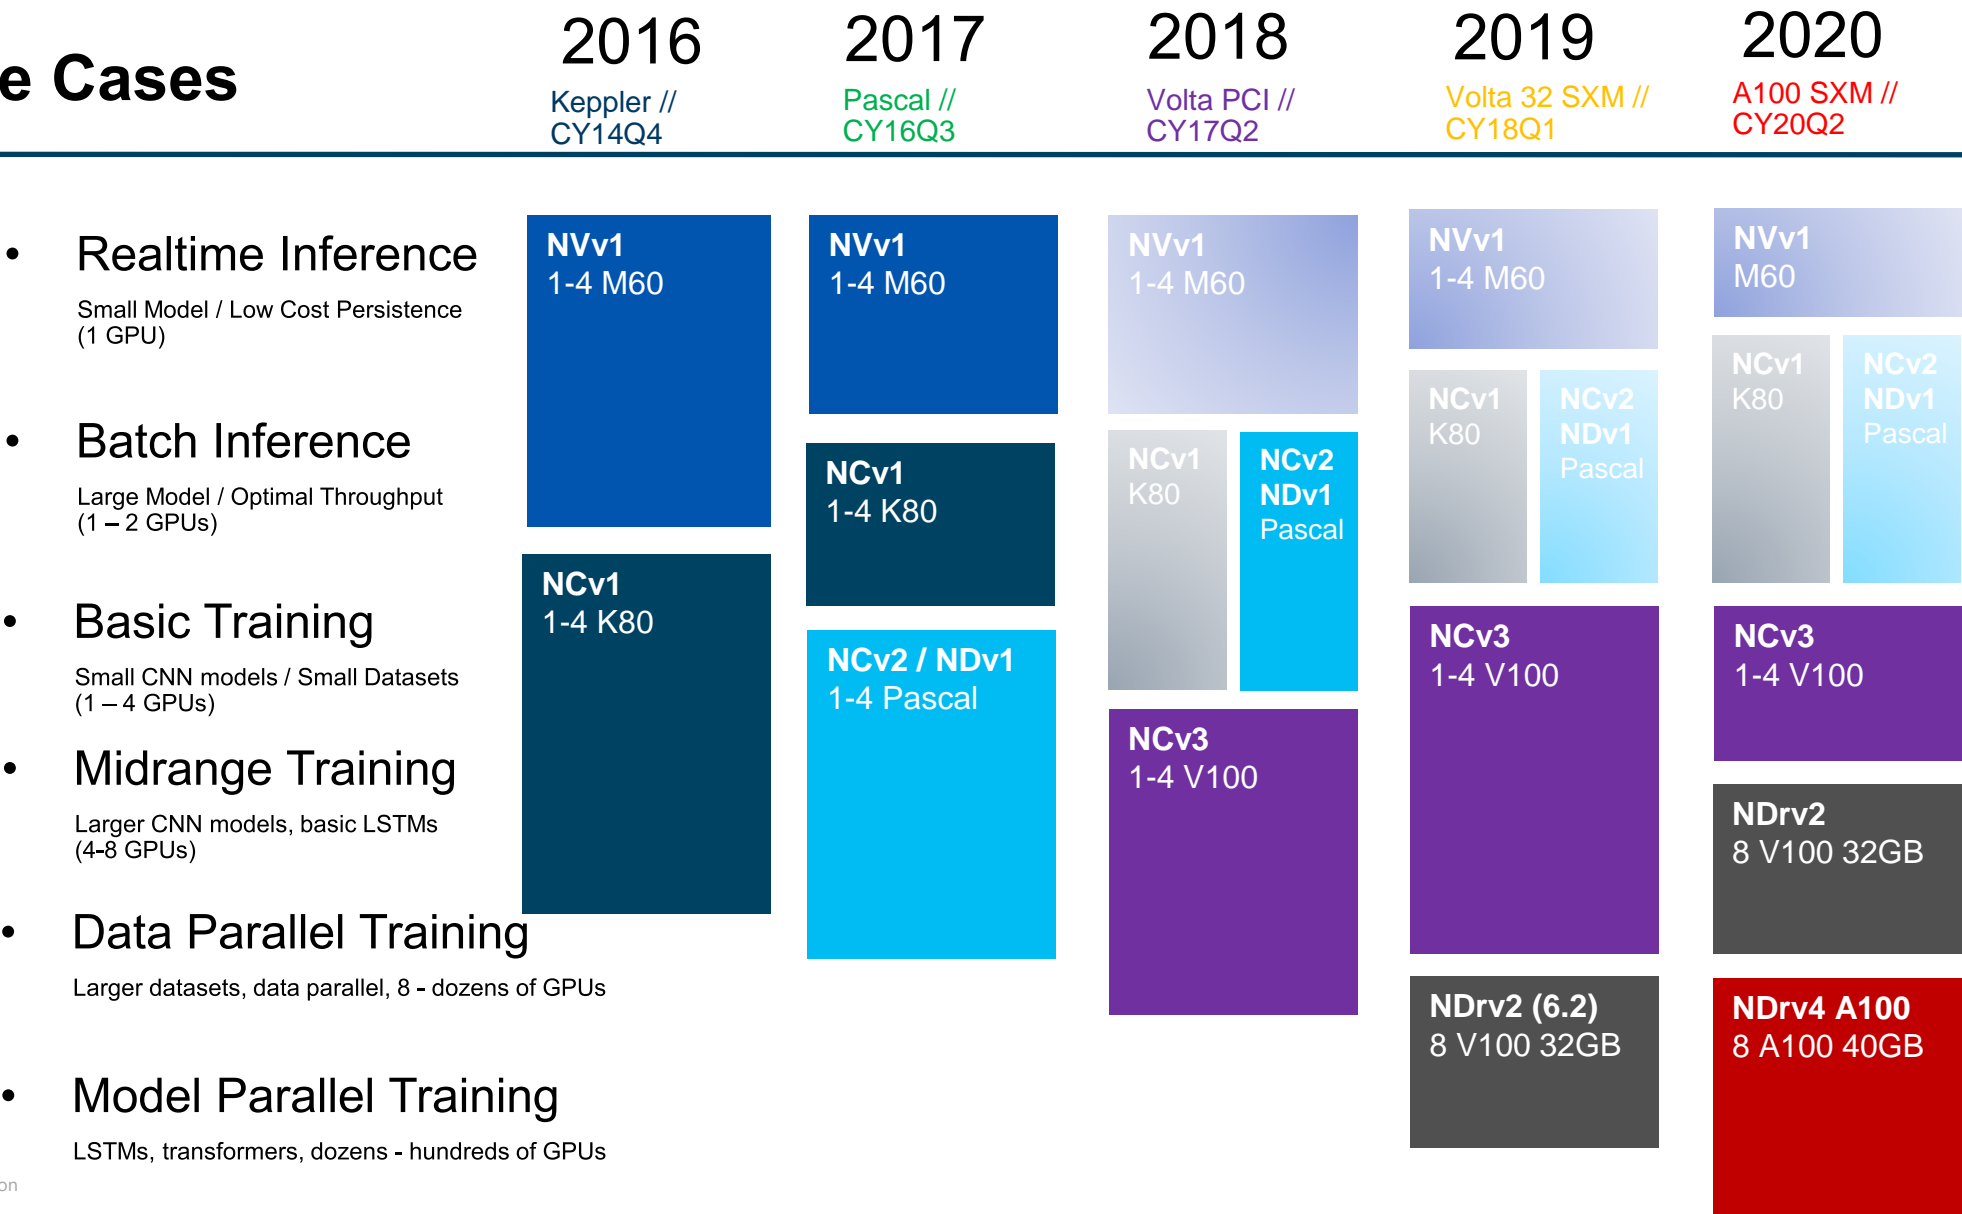 e Cases
2016
Keppler //
CY14Q4
2017
Pascal //
CY16Q3
2018
Volta PCI //
CY17Q2
2019
Volta 32 SXM //
CY18Q1
2020
A100 SXM //
CY20Q2
• Realtime Inference
Small Model / Low Cost Persistence
(1 GPU)
• Batch Inference
Large Model / Optimal Throughput
(1 – 2 GPUs)
• Basic Training
Small CNN models / Small Datasets
(1 – 4 GPUs)
• Midrange Training
Larger CNN models, basic LSTMs
(4-8 GPUs)
• Data Parallel Training
Larger datasets, data parallel, 8 - dozens of GPUs
• Model Parallel Training
LSTMs, transformers, dozens - hundreds of GPUs
on
NVv1
1-4 M60
NCv1
1-4 K80
NVv1
1-4 M60
NCv1
1-4 K80
NCv2 / NDv1
1-4 Pascal
NVv1
1-4 M60
NCv1
K80
NCv2
NDv1
Pascal
NCv3
1-4 V100
NVv1
1-4 M60
NCv1
K80
NCv2
NDv1
Pascal
NCv3
1-4 V100
NDrv2 (6.2)
8 V100 32GB
NVv1
M60
NCv1
K80
NCv2
NDv1
Pascal
NCv3
1-4 V100
NDrv2
8 V100 32GB
NDrv4 A100
8 A100 40GB